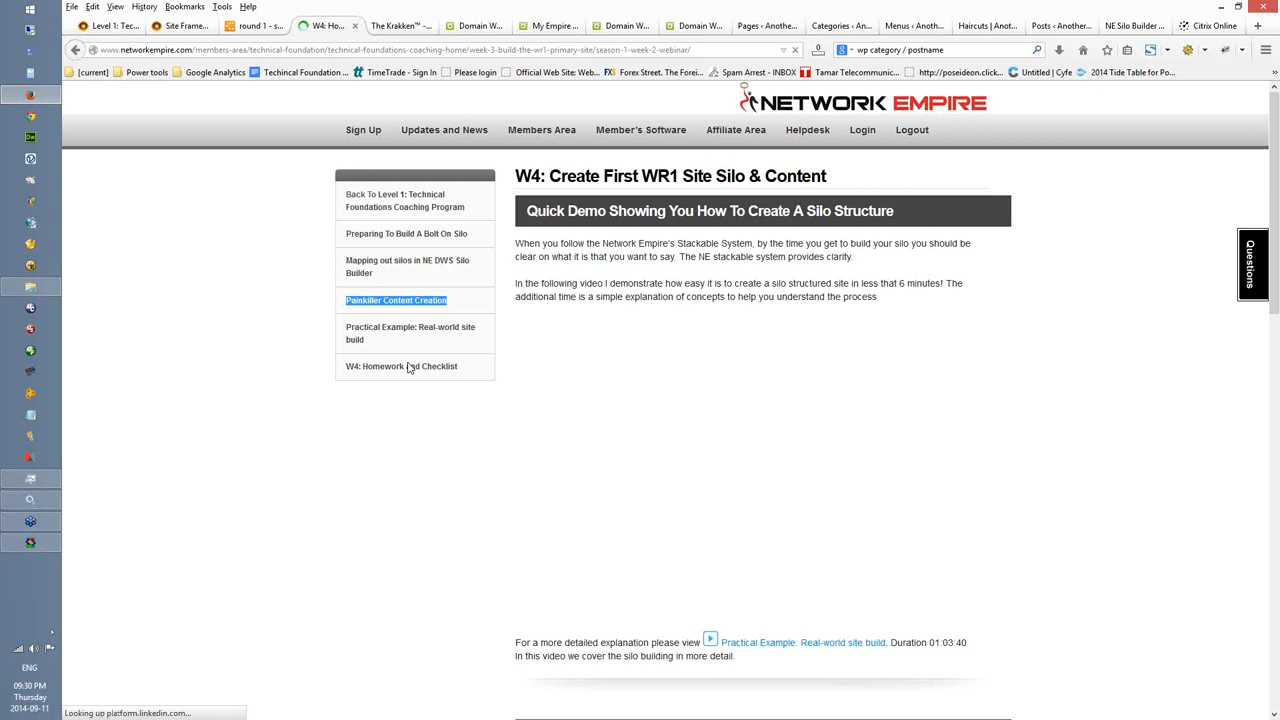 File Edit View History Bookmarks Tools Help
Level 1: Tec... Site Frame... round 1 - s... W4: Ho... The Krakken™ -... Domain W... My Empire ... Domain W... Domain W... Pages ‹ Anothe... Categories ‹ An... Menus ‹ Anoth... Haircuts | Anot... Posts ‹ Another... NE Silo Builder ... Citrix Online
www.networkempire.com/members-area/technical-foundation/technical-foundations-coaching-home/week-3-build-the-wr1-primary-site/season-1-week-2-webinar/ wp category / postname
[current] Power tools Google Analytics Techincal Foundation ... TimeTrade - Sign In Please login Official Web Site: Web... Forex Street. The Forei... Spam Arrest - INBOX Tamar Telecommunic... http://poseidon.click... Untitled | Cyfe 2014 Tide Table for Po...
NETWORK EMPIRE
Sign Up Updates and News Members Area Member's Software Affiliate Area Helpdesk Login Logout
Back To Level 1: Technical
Foundations Coaching Program
Preparing To Build A Bolt On Silo
Mapping out silos in NE DWS Silo
Builder
Painkiller Content Creation
Practical Example: Real-world site
build
W4: Homework and Checklist
W4: Create First WR1 Site Silo & Content
Quick Demo Showing You How To Create A Silo Structure
When you follow the Network Empire's Stackable System, by the time you get to build your silo you should be
clear on what it is that you want to say. The NE stackable system provides clarity.
In the following video I demonstrate how easy it is to create a silo structured site in less that 6 minutes! The
additional time is a simple explanation of concepts to help you understand the process
For a more detailed explanation please view Practical Example: Real-world site build. Duration 01:03:40
In this video we cover the silo building in more detail.
Questions
ENG
09:30 PM
Thursday
2014-09-11
Looking up platform.linkedin.com...